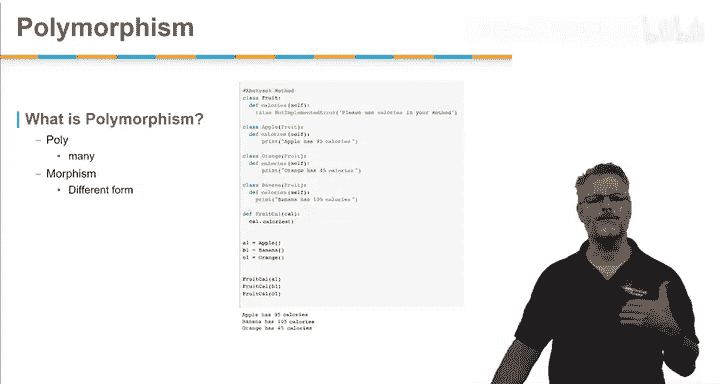 Polymorphism
What is Polymorphism?
– Poly
• many
– Morphism
• Different form
#Abstract Method
class Fruit:
def calories(self):
raise NotImplementedError('Please use calories in your method')
class Apple(Fruit):
def calories(self):
print("Apple has 95 calories")
class Orange(Fruit):
def calories(self):
print("Orange has 45 calories")
class Banana(Fruit):
def calories(self):
print("Banana has 105 calories")
def FruitCal(cal):
cal.calories()
a1 = Apple()
b1 = Banana()
o1 = Orange()
FruitCal(a1)
FruitCal(b1)
FruitCal(o1)
Apple has 95 calories
Banana has 105 calories
Orange has 45 calories